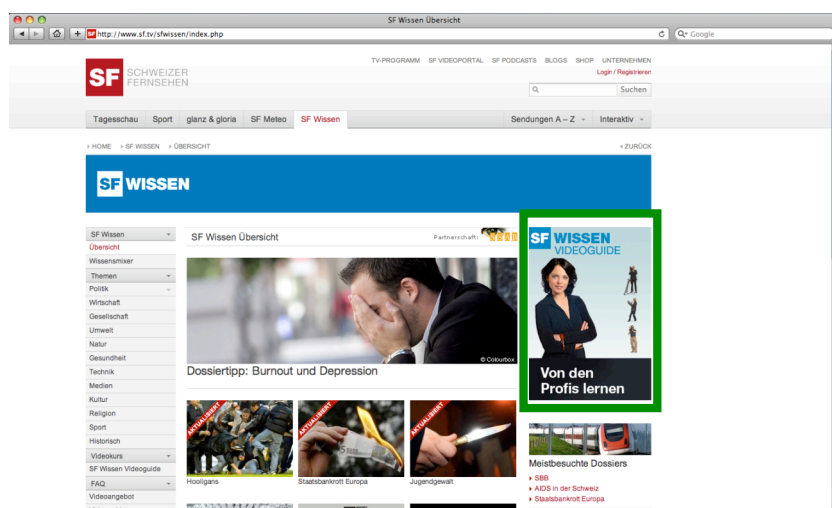 SF Wissen Übersicht
http://www.sf.tv/sfwissen/index.php
Google
TV-PROGRAMM SF VIDEOPORTAL SF PODCASTS BLOGS SHOP UNTERNEHMEN
Login / Registrieren
SF SCHWEIZER
FERNSEHEN
Suchen
Tagesschau Sport glanz & gloria SF Meteo SF Wissen Sendungen A – Z Interaktiv
HOME SF WISSEN ÜBERSICHT ZURÜCK
SF WISSEN
SF Wissen
Übersicht
Wissensmixer
Themen
Politik
Wirtschaft
Gesellschaft
Umwelt
Natur
Gesundheit
Technik
Medien
Kultur
Religion
Sport
Historisch
Videokurs
SF Wissen Videoguide
FAQ
Videoangebot
SF Wissen Übersicht
Partnerschaft:
© Colourbox
Dossiertipp: Burnout und Depression
AKTUALISIERT
AKTUALISIERT
AKTUALISIERT
Hooligans
Staatsbankrott Europa
Jugendgewalt
SF WISSEN
VIDEOGUIDE
Von den
Profis lernen
Meistbesuchte Dossiers
SBB
AIDS in der Schweiz
Staatsbankrott Europa